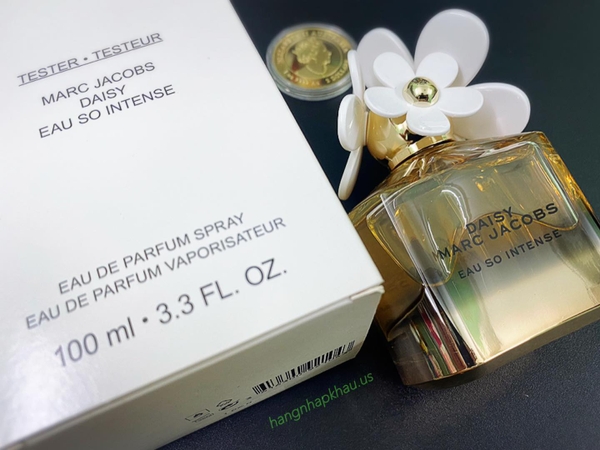 TESTER • TESTEUR
MARC JACOBS
DAISY
EAU SO INTENSE
EAU DE PARFUM SPRAY
EAU DE PARFUM VAPORISATEUR
100 ml • 3.3 FL. OZ.
DAISY
MARC JACOBS
EAU SO INTENSE
hangnhapkhau.us